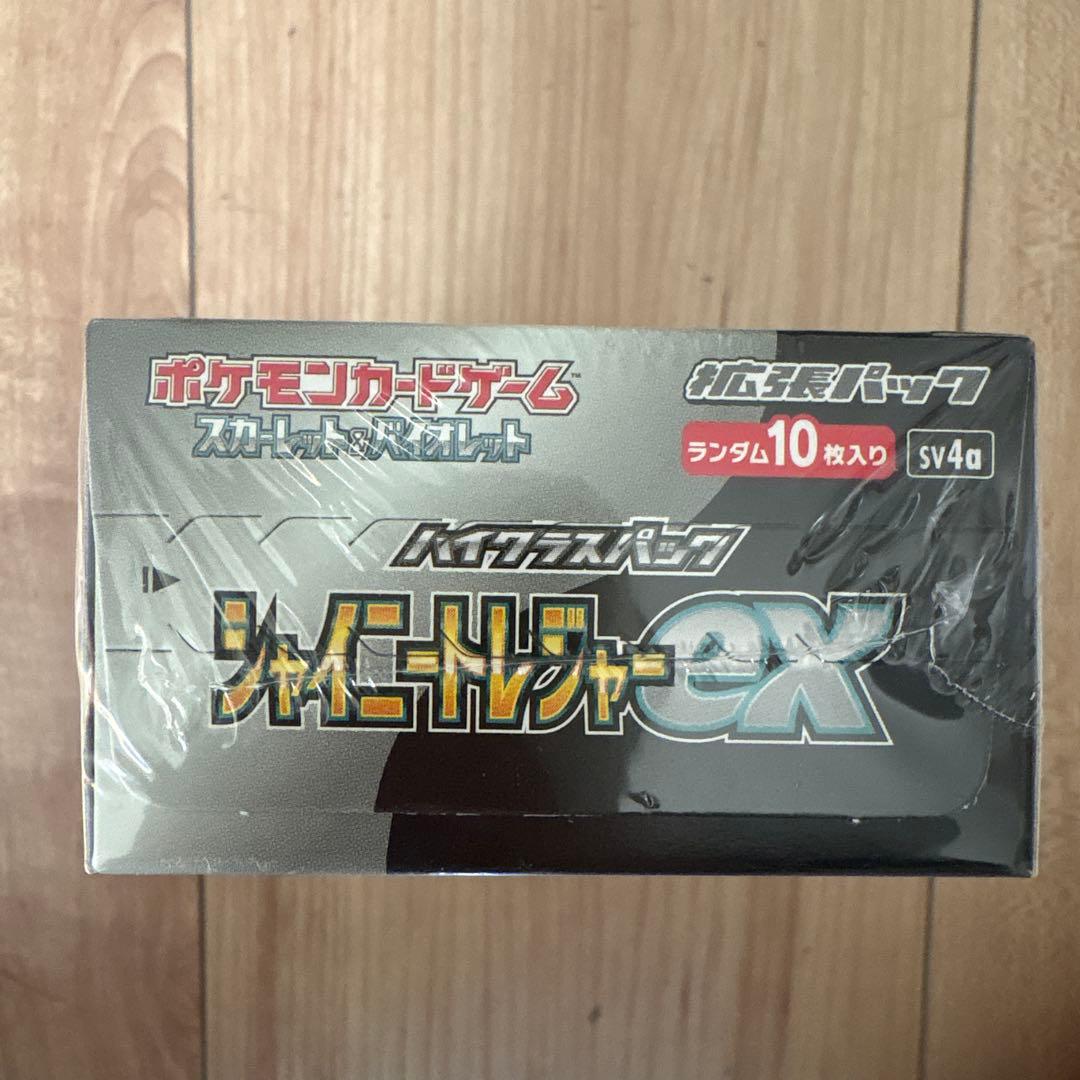 ポケモンカードゲーム™
スカーレット&バイオレット
拡張パック
ランダム10枚入り
sv4a
ハイクラスパック
シャイニートレジャーex